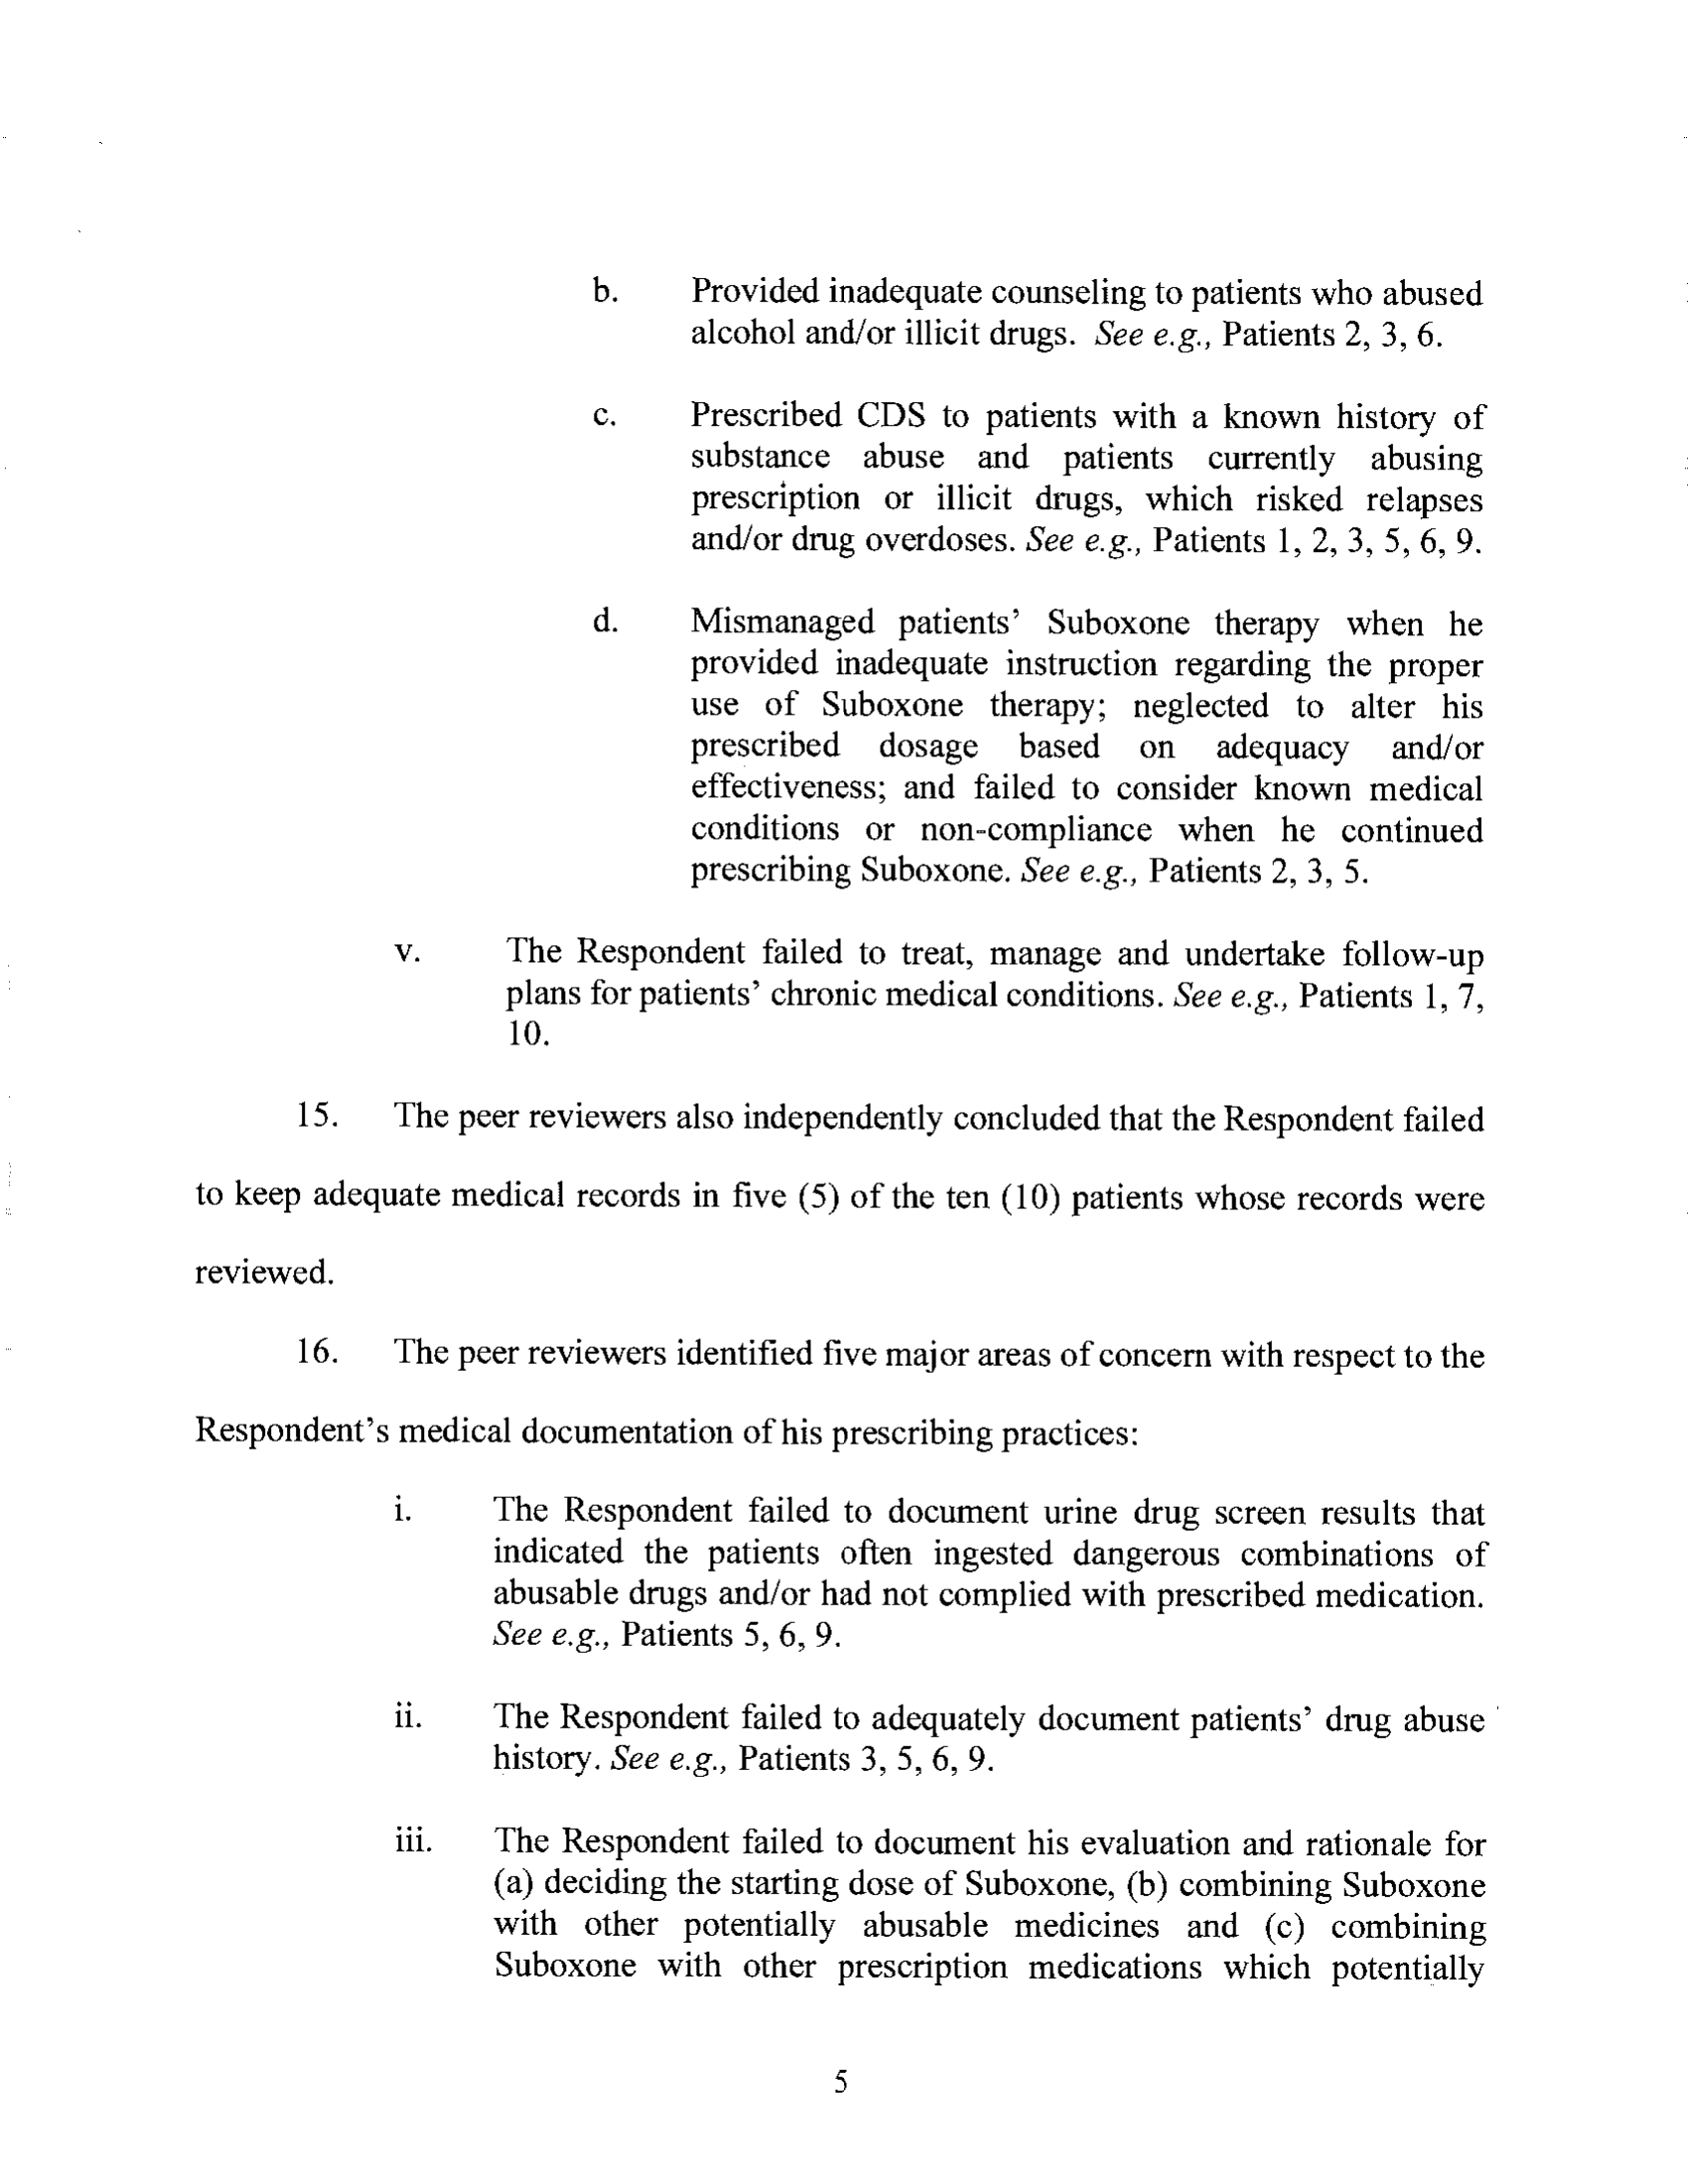 b. Provided inadequate counseling to patients who abused
alcohol and/or illicit drugs. See e.g., Patients 2, 3, 6.
c. Prescribed CDS to patients with a known history of
substance abuse and patients currently abusing
prescription or illicit drugs, which risked relapses
and/or drug overdoses. See e.g., Patients 1, 2, 3, 5, 6, 9.
d. Mismanaged patients' Suboxone therapy when he
provided inadequate instruction regarding the proper
use of Suboxone therapy; neglected to alter his
prescribed dosage based on adequacy and/or
effectiveness; and failed to consider known medical
conditions or non-compliance when he continued
prescribing Suboxone. See e.g., Patients 2, 3, 5.
v. The Respondent failed to treat, manage and undertake follow-up
plans for patients' chronic medical conditions. See e.g., Patients 1, 7,
10.
15. The peer reviewers also independently concluded that the Respondent failed
to keep adequate medical records in five (5) of the ten (10) patients whose records were
reviewed.
16. The peer reviewers identified five major areas of concern with respect to the
Respondent's medical documentation of his prescribing practices:
i. The Respondent failed to document urine drug screen results that
indicated the patients often ingested dangerous combinations of
abusable drugs and/or had not complied with prescribed medication.
See e.g., Patients 5, 6, 9.
ii. The Respondent failed to adequately document patients' drug abuse
history. See e.g., Patients 3, 5, 6, 9.
iii. The Respondent failed to document his evaluation and rationale for
(a) deciding the starting dose of Suboxone, (b) combining Suboxone
with other potentially abusable medicines and (c) combining
Suboxone with other prescription medications which potentially
5